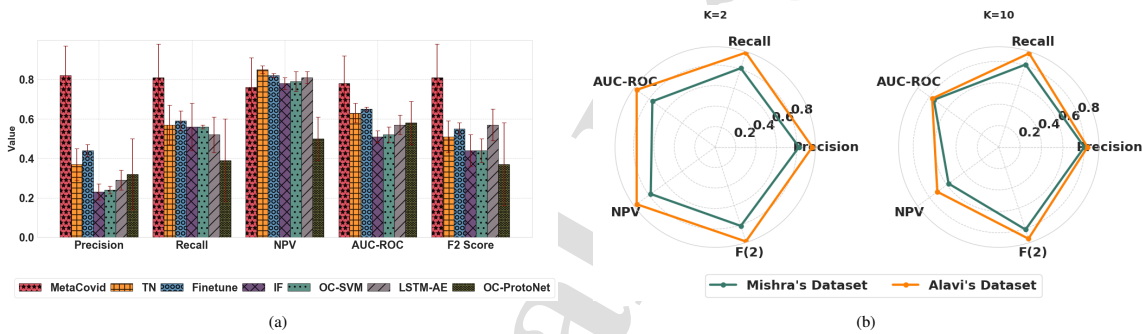 K=2
K=10
Recall
Recall
AUC-ROC
AUC-ROC
0.8
0.6
0.4
0.2
Precision
0.8
0.6
0.4
0.2
Precision
NPV
NPV
F(2)
F(2)
Value
0.8
0.6
0.4
0.2
0.0
Precision
Recall
NPV
AUC-ROC
F2 Score
MetaCovid
TN
Finetune
IF
OC-SVM
LSTM-AE
OC-ProtoNet
Mishra's Dataset
Alavi's Dataset
(a)
(b)